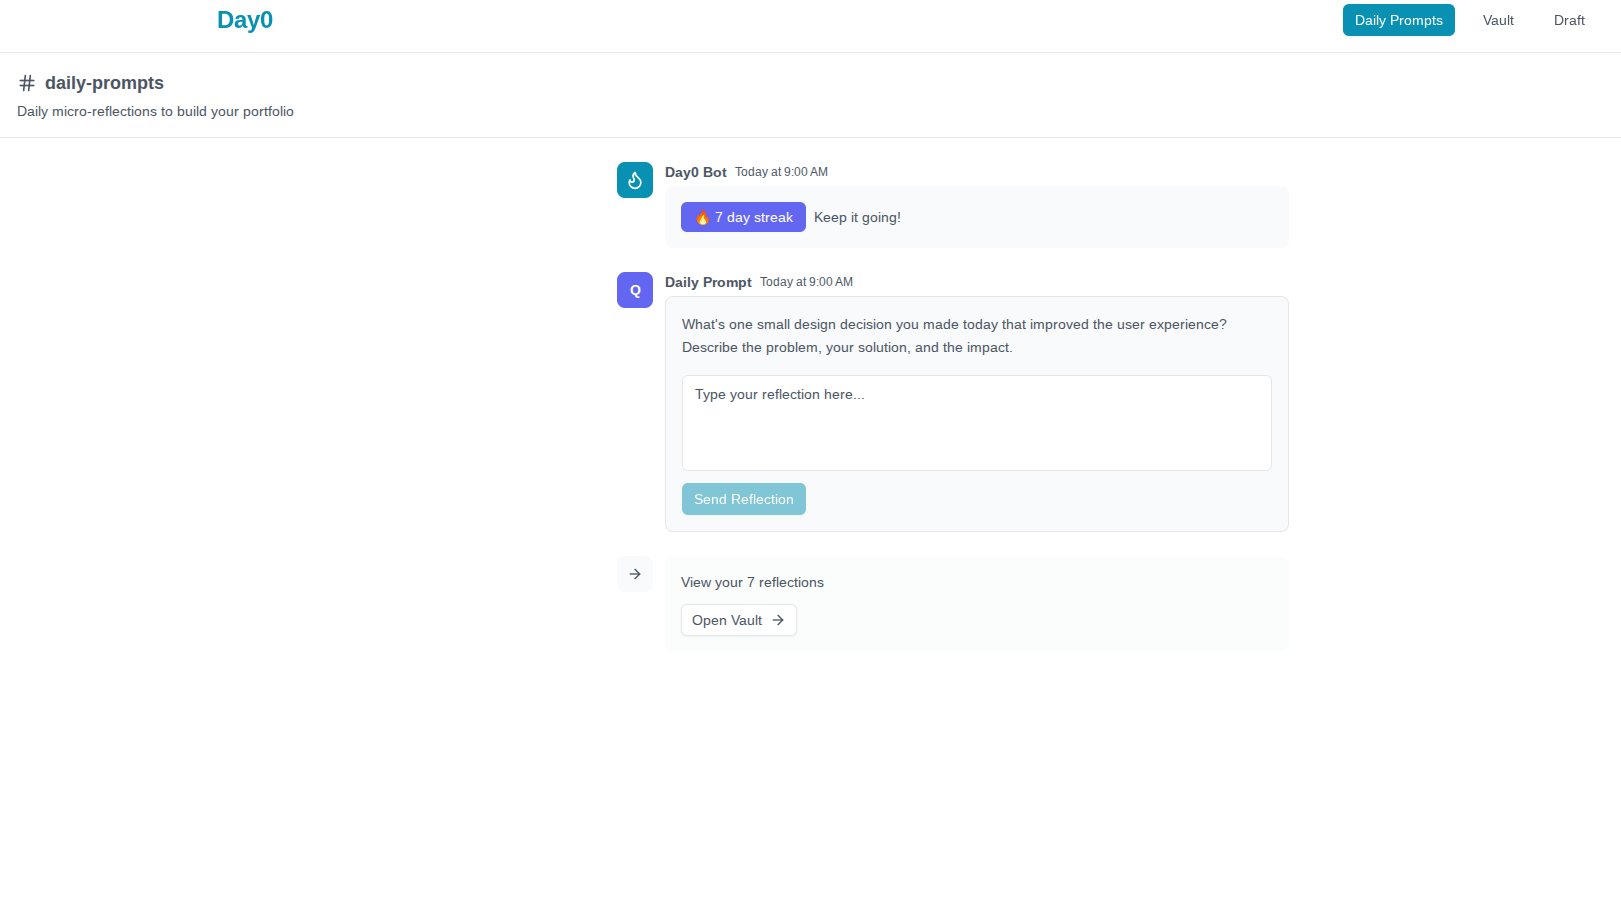 Day0
Daily Prompts
Vault
Draft
daily-prompts
Daily micro-reflections to build your portfolio
Day0 Bot Today at 9:00 AM
🔥 7 day streak Keep it going!
Q
Daily Prompt Today at 9:00 AM
What's one small design decision you made today that improved the user experience?
Describe the problem, your solution, and the impact.
Type your reflection here...
Send Reflection
View your 7 reflections
Open Vault